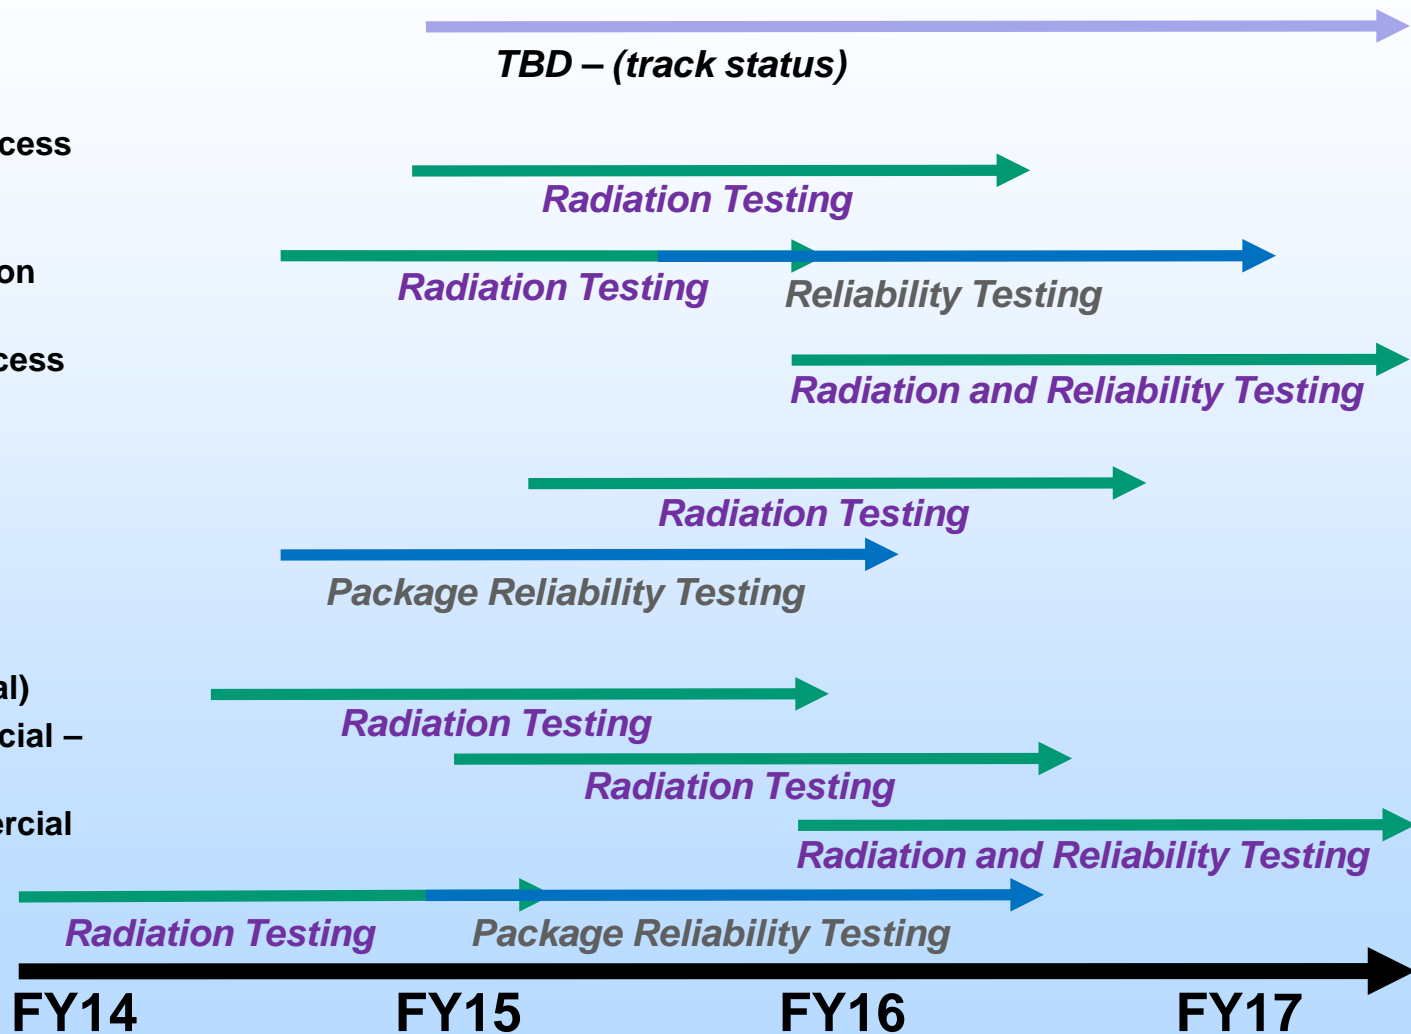 TBD – (track status)
cess
Radiation Testing
on
Radiation Testing
Reliability Testing
cess
Radiation and Reliability Testing
Radiation Testing
Package Reliability Testing
al)
Radiation Testing
cial –
Radiation Testing
ercial
Radiation and Reliability Testing
Radiation Testing
Package Reliability Testing
FY14 FY15 FY16 FY17